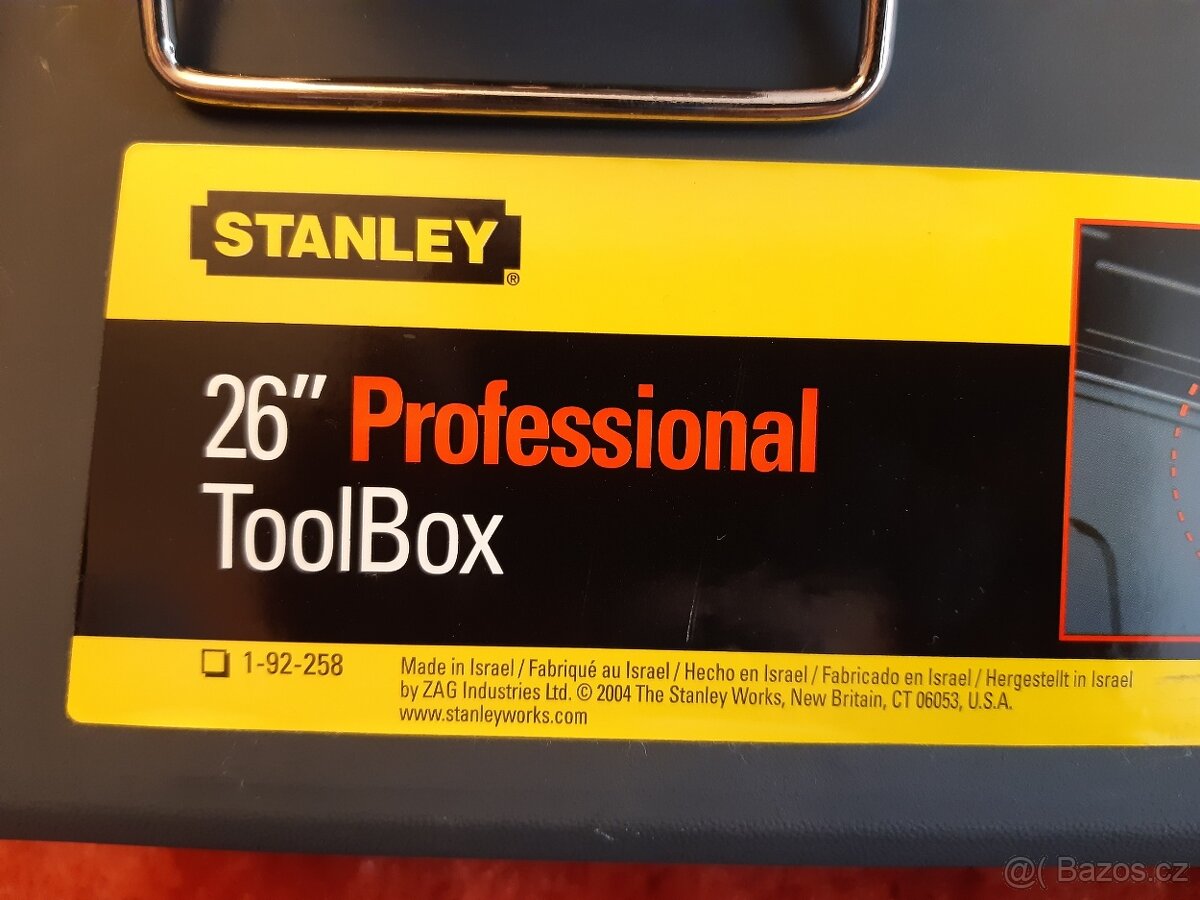 STANLEY®
26" Professional
ToolBox
1-92-258
Made in Israel / Fabriqué au Israel / Hecho en Israel / Fabricado en Israel / Hergestellt in Israel
by ZAG Industries Ltd. © 2004 The Stanley Works, New Britain, CT 06053, U.S.A.
www.stanleyworks.com
@( Bazos.cz